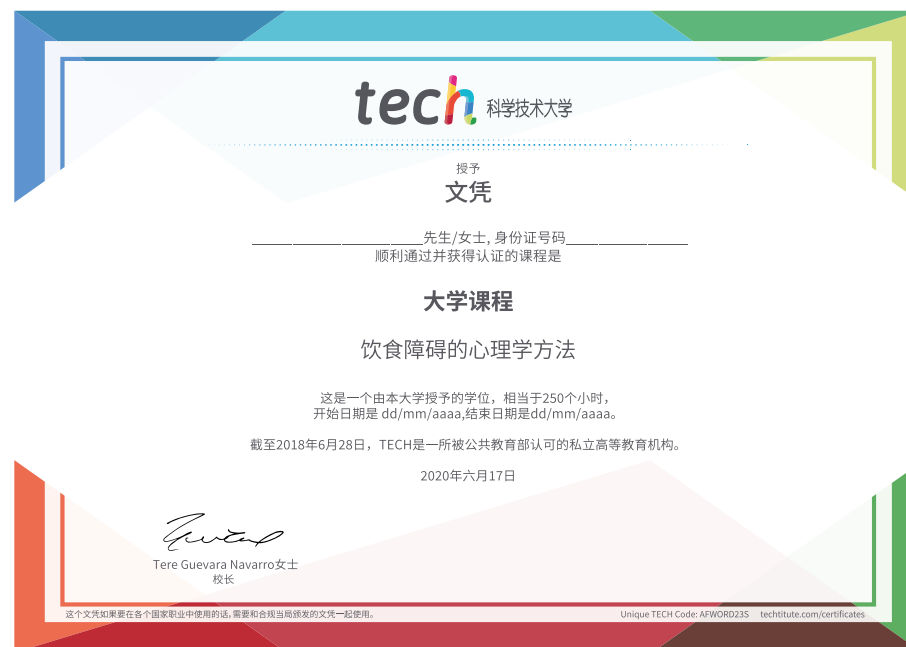 tech 科学技术大学
授予
文凭
______________________先生/女士, 身份证号码_______________
顺利通过并获得认证的课程是
大学课程
饮食障碍的心理学方法
这是一个由本大学授予的学位，相当于250个小时，
开始日期是 dd/mm/aaaa,结束日期是dd/mm/aaaa。
截至2018年6月28日，TECH是一所被公共教育部认可的私立高等教育机构。
2020年六月17日
Tere Guevara Navarro女士
校长
这个文凭如果要在各个国家职业中使用的话,需要和合规当局颁发的文凭一起使用。
Unique TECH Code: AFWORD23S techtitute.com/certificates